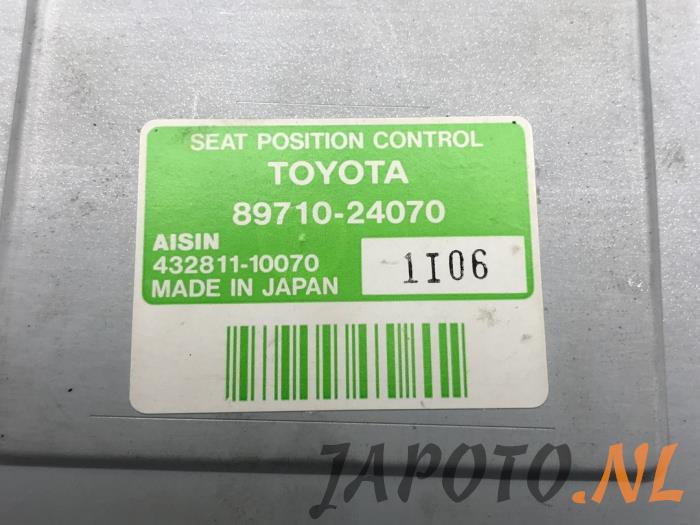 SEAT POSITION CONTROL
TOYOTA
89710-24070
AISIN
432811-10070
MADE IN JAPAN
1I06
JAPOTO.NL